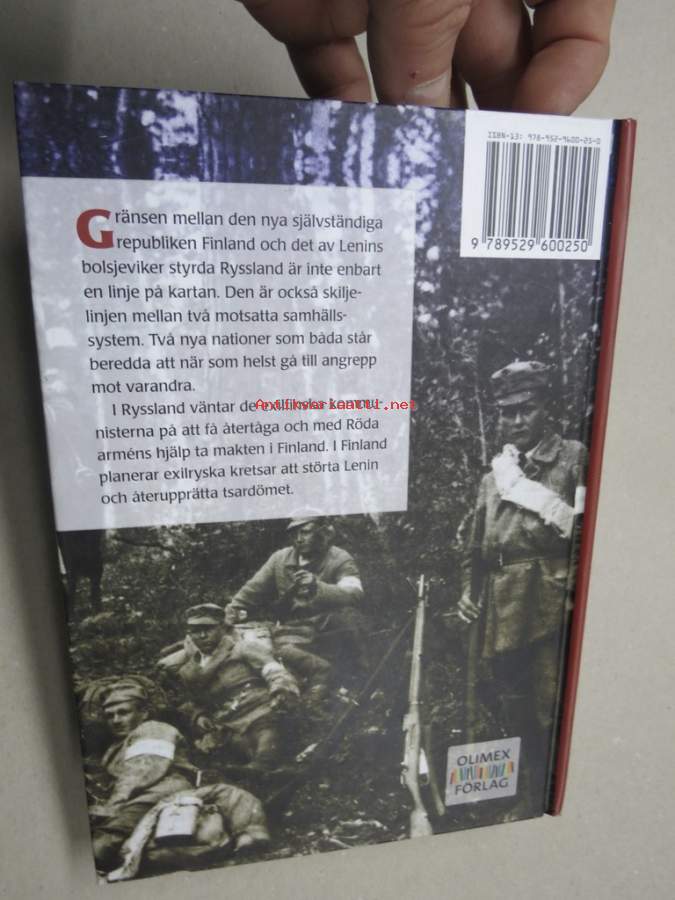 ISBN-13: 978-952-9600-25-0
9 789529 600250
Gränsen mellan den nya självständiga
republiken Finland och det av Lenins
bolsjeviker styrda Ryssland är inte enbart
en linje på kartan. Den är också skilje-
linjen mellan två motsatta samhälls-
system. Två nya nationer som båda står
beredda att när som helst gå till angrepp
mot varandra.
I Ryssland väntar de exilfinska kommu-
nisterna på att få återtåga och med Röda
arméns hjälp ta makten i Finland. I Finland
planerar exilryska kretsar att störta Lenin
och återupprätta tsardömet.
Antikvariaatti.net
OLIMEX
FÖRLAG